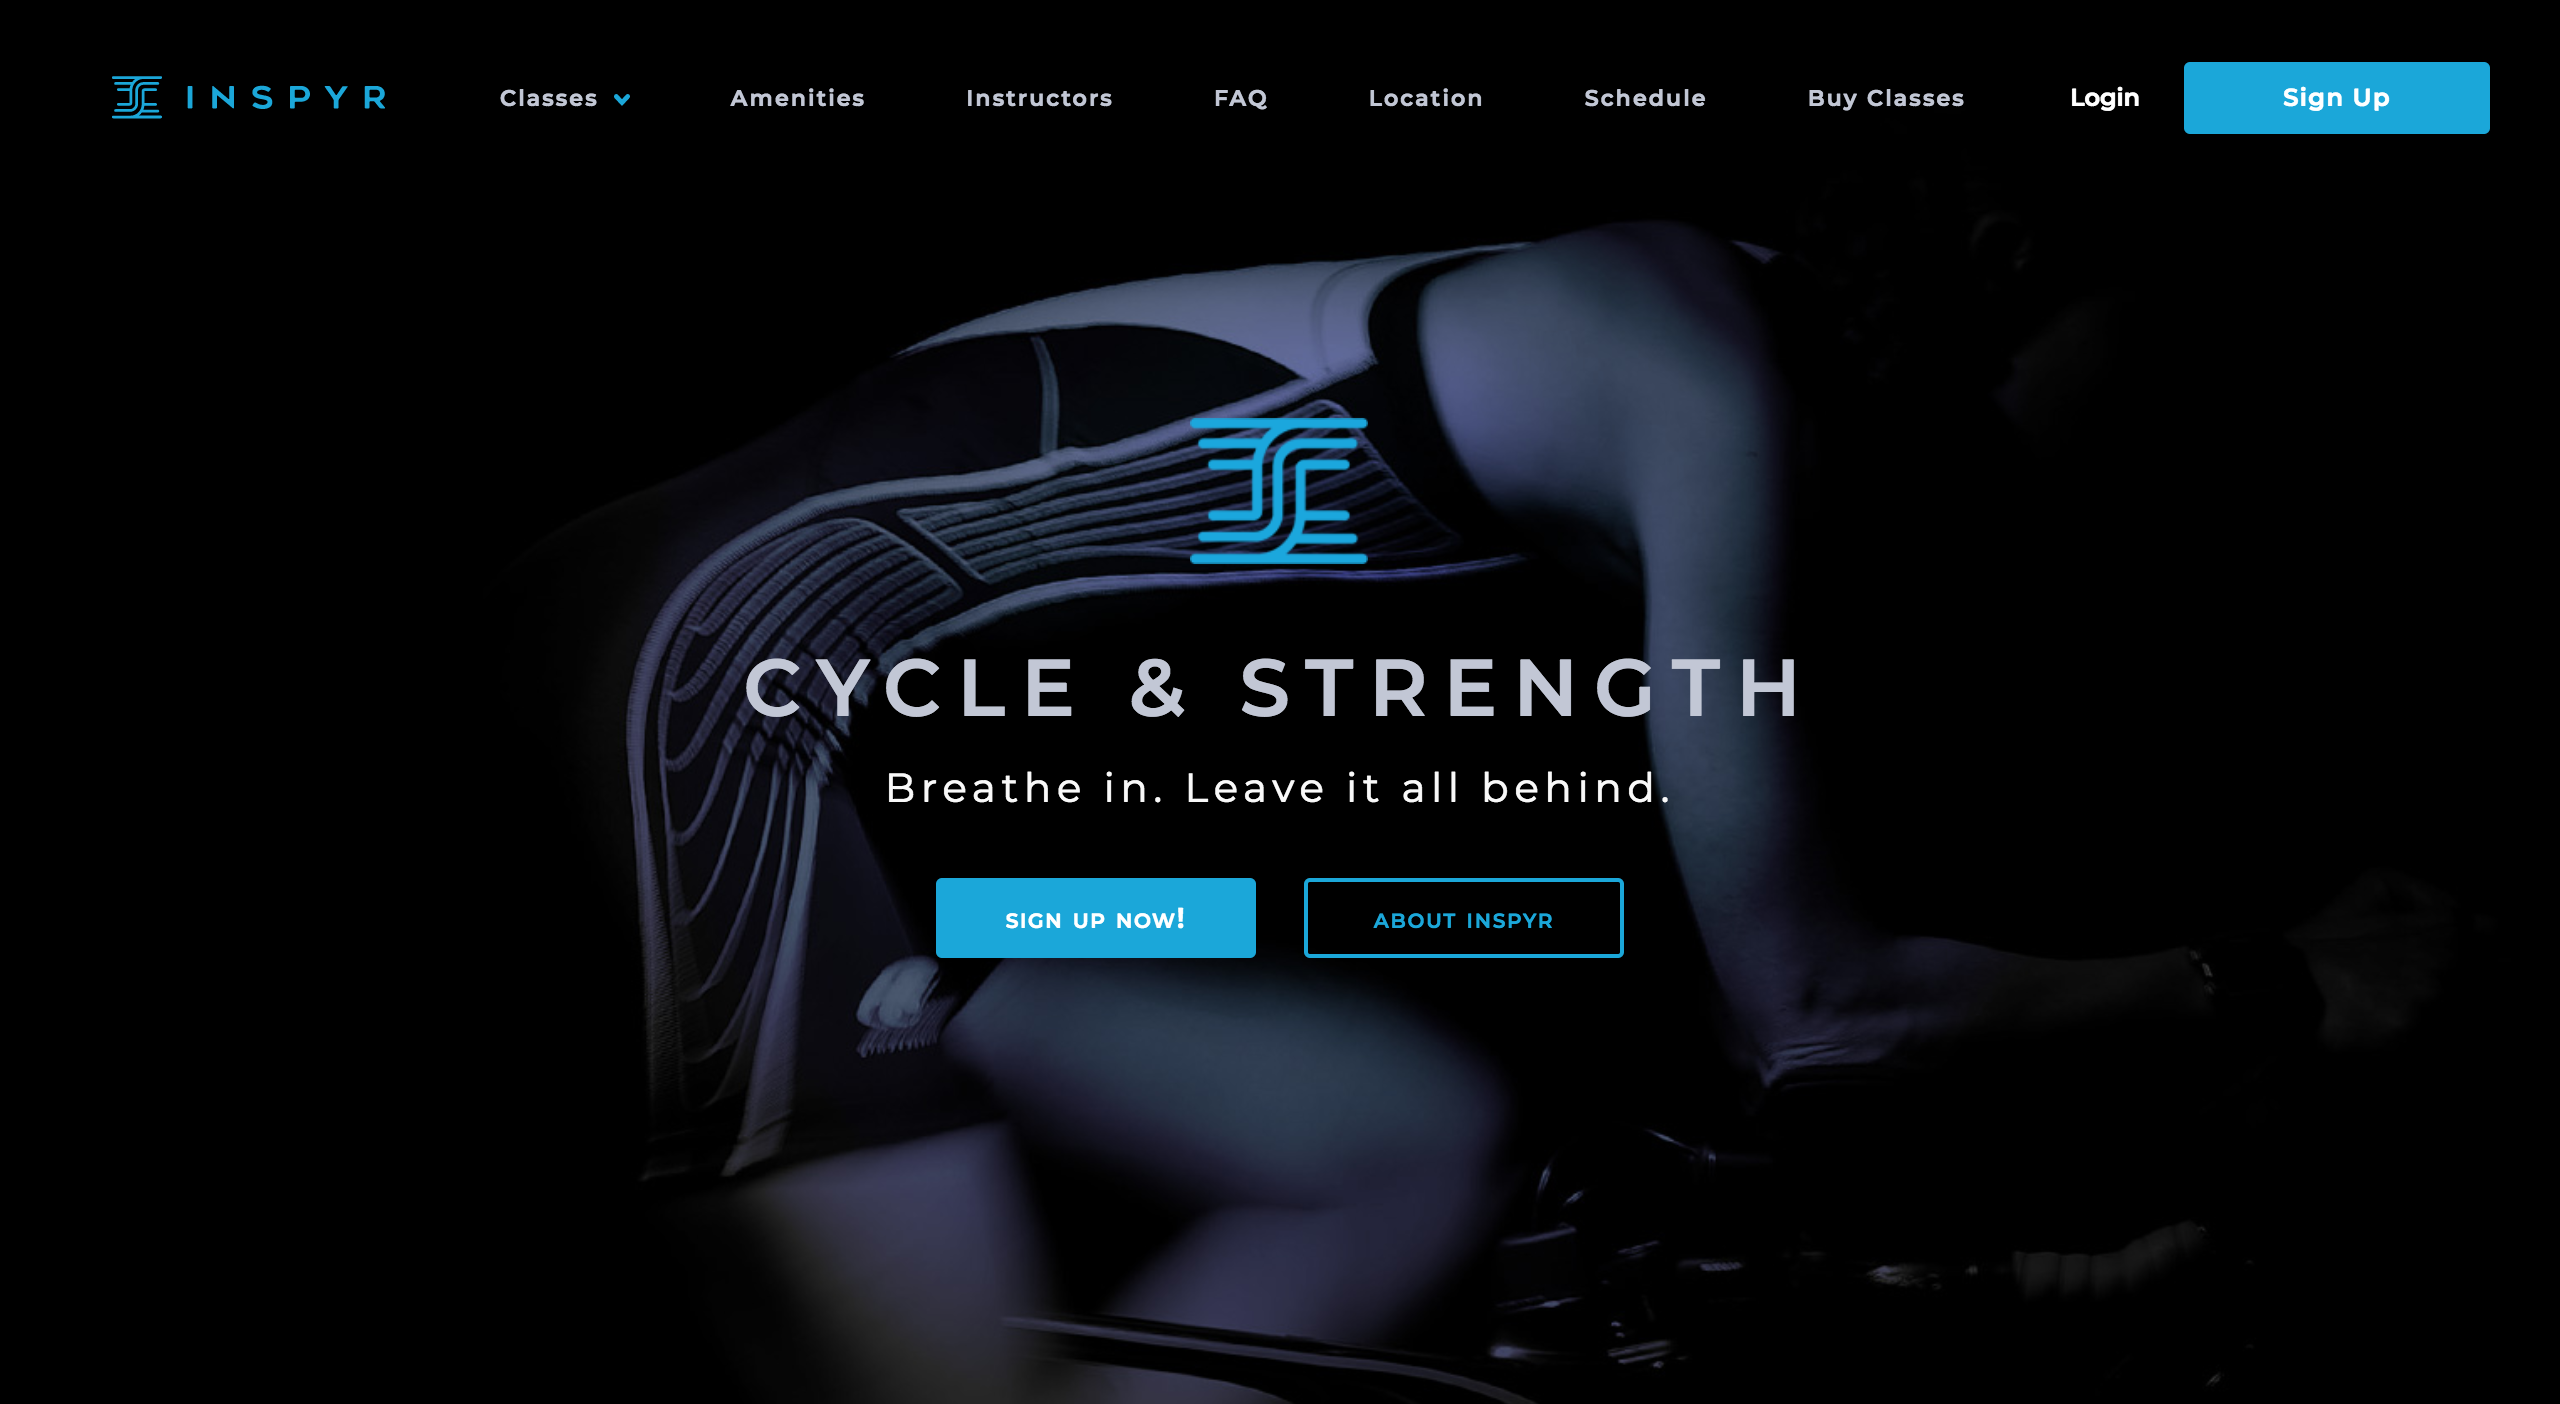 INSPYR
Classes
Amenities
Instructors
FAQ
Location
Schedule
Buy Classes
Login
Sign Up
CYCLE & STRENGTH
Breathe in. Leave it all behind.
SIGN UP NOW!
ABOUT INSPYR